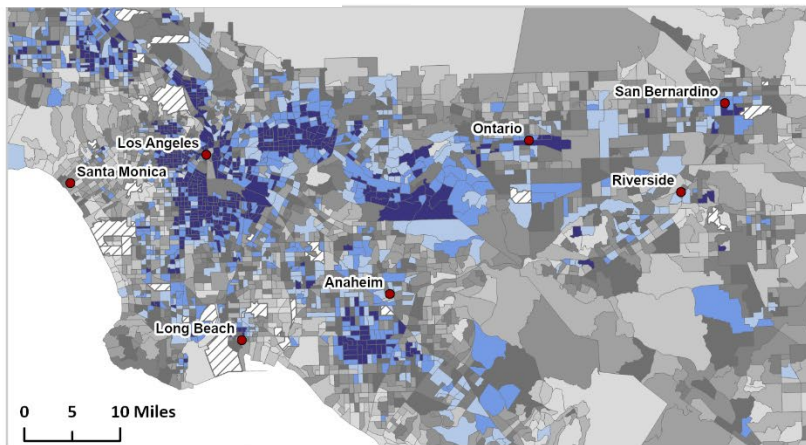 San Bernardino
Ontario
Los Angeles
Santa Monica
Riverside
Anaheim
Long Beach
0 5 10 Miles